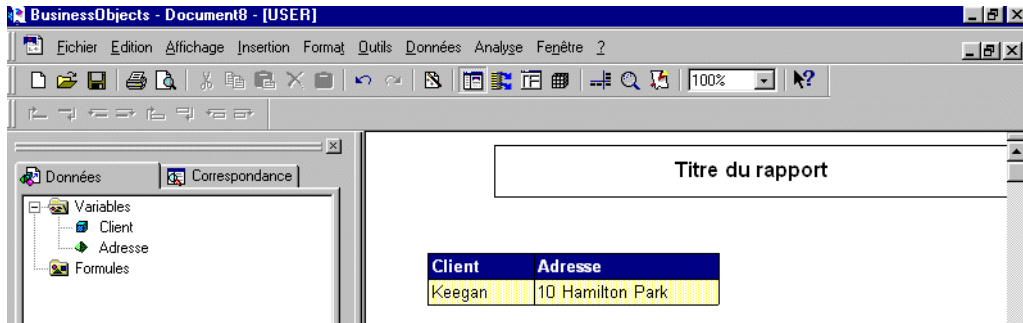 BusinessObjects - Document8 - [USER]
Fichier Edition Affichage Insertion Format Outils Données Analyse Fenêtre ?
100%
Données Correspondance
Titre du rapport
Variables
Client
Adresse
Formules
Client Adresse
Keegan 10 Hamilton Park